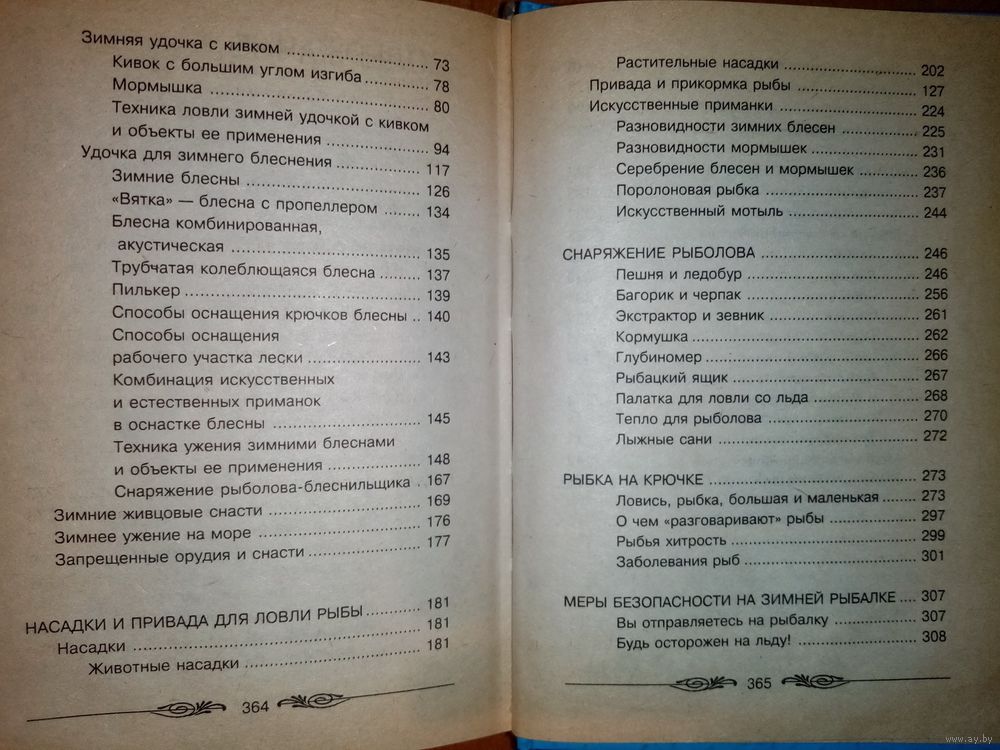 Зимняя удочка с кивком ........ 73
Кивок с большим углом изгиба ........ 78
Мормышка ........ 80
Техника ловли зимней удочкой с кивком
и объекты ее применения ........ 94
Удочка для зимнего блеснения ........ 117
Зимние блесны ........ 126
«Вятка» — блесна с пропеллером ........ 134
Блесна комбинированная,
акустическая ........ 135
Трубчатая колеблющаяся блесна ........ 137
Пилькер ........ 139
Способы оснащения крючков блесны .. 140
Способы оснащения
рабочего участка лески ........ 143
Комбинация искусственных
и естественных приманок
в оснастке блесны ........ 145
Техника ужения зимними блеснами
и объекты ее применения ........ 148
Снаряжение рыболова-блеснильщика . 167
Зимние живцовые снасти ........ 169
Зимнее ужение на море ........ 176
Запрещенные орудия и снасти ........ 177
НАСАДКИ И ПРИВАДА ДЛЯ ЛОВЛИ РЫБЫ ........ 181
Насадки ........ 181
Животные насадки ........ 181
364
Растительные насадки ........ 202
Привада и прикормка рыбы ........ 127
Искусственные приманки ........ 224
Разновидности зимних блесен ........ 225
Разновидности мормышек ........ 231
Серебрение блесен и мормышек ........ 236
Поролоновая рыбка ........ 237
Искусственный мотыль ........ 244
СНАРЯЖЕНИЕ РЫБОЛОВА ........ 246
Пешня и ледобур ........ 246
Багорик и черпак ........ 256
Экстрактор и зевник ........ 261
Кормушка ........ 262
Глубиномер ........ 266
Рыбацкий ящик ........ 267
Палатка для ловли со льда ........ 268
Тепло для рыболова ........ 270
Лыжные сани ........ 272
РЫБКА НА КРЮЧКЕ ........ 273
Ловись, рыбка, большая и маленькая ........ 273
О чем «разговаривают» рыбы ........ 297
Рыбья хитрость ........ 299
Заболевания рыб ........ 301
МЕРЫ БЕЗОПАСНОСТИ НА ЗИМНЕЙ РЫБАЛКЕ .... 307
Вы отправляетесь на рыбалку ........ 307
Будь осторожен на льду! ........ 308
365
www.ay.by